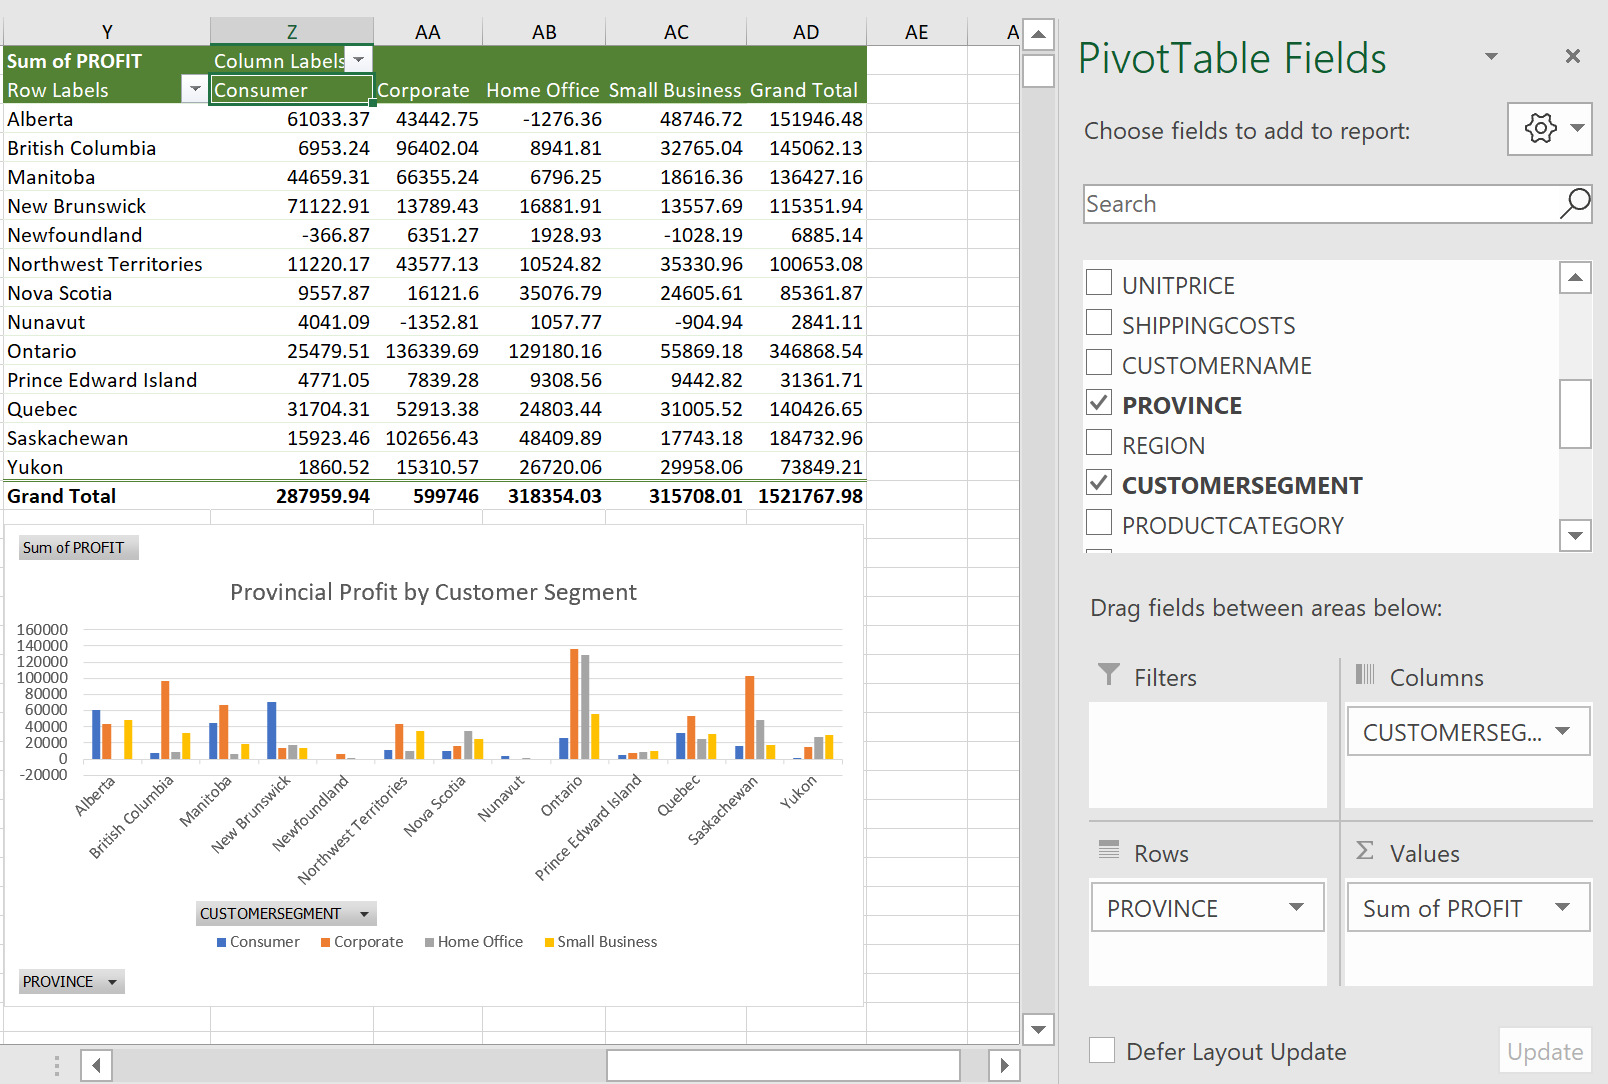 Y Z AA AB AC AD AE A
Sum of PROFIT Column Labels
Row Labels Consumer Corporate Home Office Small Business Grand Total
Alberta 61033.37 43442.75 -1276.36 48746.72 151946.48
British Columbia 6953.24 96402.04 8941.81 32765.04 145062.13
Manitoba 44659.31 66355.24 6796.25 18616.36 136427.16
New Brunswick 71122.91 13789.43 16881.91 13557.69 115351.94
Newfoundland -366.87 6351.27 1928.93 -1028.19 6885.14
Northwest Territories 11220.17 43577.13 10524.82 35330.96 100653.08
Nova Scotia 9557.87 16121.6 35076.79 24605.61 85361.87
Nunavut 4041.09 -1352.81 1057.77 -904.94 2841.11
Ontario 25479.51 136339.69 129180.16 55869.18 346868.54
Prince Edward Island 4771.05 7839.28 9308.56 9442.82 31361.71
Quebec 31704.31 52913.38 24803.44 31005.52 140426.65
Saskachewan 15923.46 102656.43 48409.89 17743.18 184732.96
Yukon 1860.52 15310.57 26720.06 29958.06 73849.21
Grand Total 287959.94 599746 318354.03 315708.01 1521767.98
Sum of PROFIT
Provincial Profit by Customer Segment
160000
140000
120000
100000
80000
60000
40000
20000
0
-20000
Alberta
British Columbia
Manitoba
New Brunswick
Newfoundland
Northwest Territories
Nova Scotia
Nunavut
Ontario
Prince Edward Island
Quebec
Saskachewan
Yukon
CUSTOMERSEGMENT
Consumer Corporate Home Office Small Business
PROVINCE
PivotTable Fields
Choose fields to add to report:
Search
UNITPRICE
SHIPPINGCOSTS
CUSTOMERNAME
PROVINCE
REGION
CUSTOMERSEGMENT
PRODUCTCATEGORY
Drag fields between areas below:
Filters
Columns
CUSTOMERSEG...
Rows
PROVINCE
Values
Sum of PROFIT
Defer Layout Update
Update